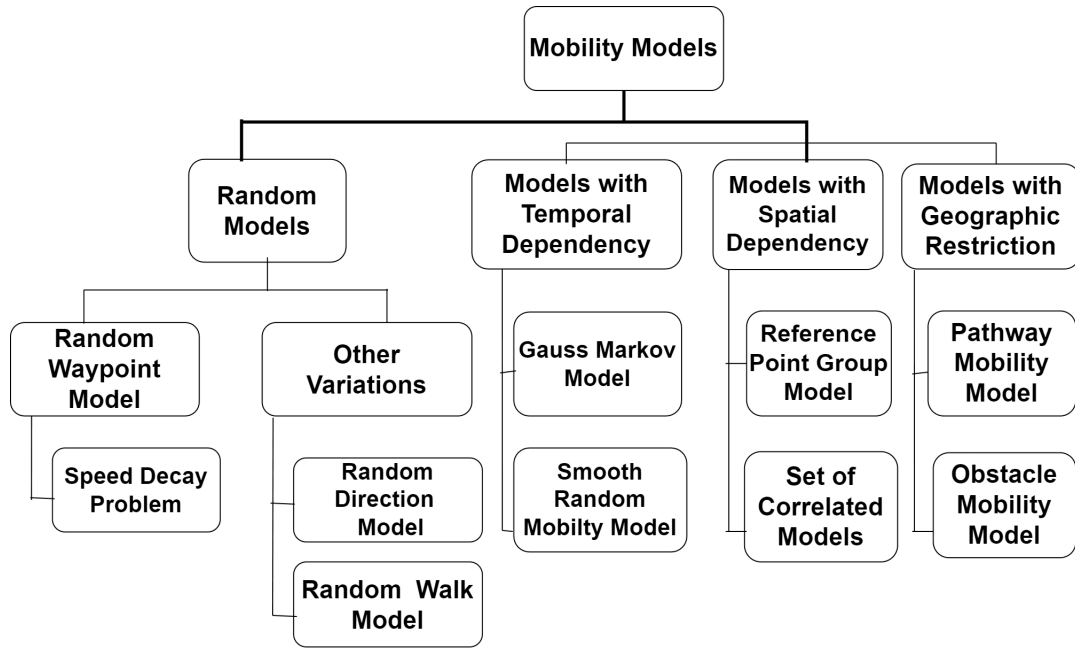 Mobility Models
Random
Models
Models with
Temporal
Dependency
Models with
Spatial
Dependency
Models with
Geographic
Restriction
Random
Waypoint
Model
Other
Variations
Gauss Markov
Model
Reference
Point Group
Model
Pathway
Mobility
Model
Speed Decay
Problem
Random
Direction
Model
Smooth
Random
Mobilty Model
Set of
Correlated
Models
Obstacle
Mobility
Model
Random Walk
Model